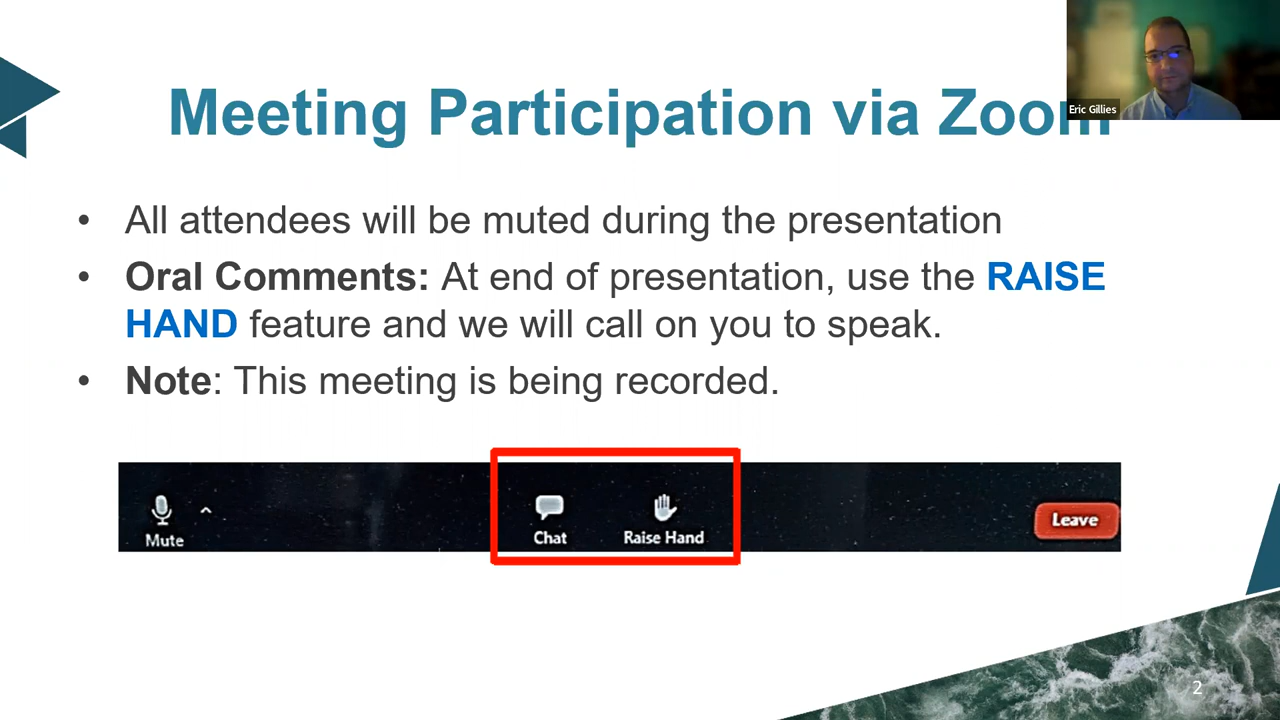 Meeting Participation via Zoom
Eric Gillies
• All attendees will be muted during the presentation
• Oral Comments: At end of presentation, use the RAISE
HAND feature and we will call on you to speak.
• Note: This meeting is being recorded.
Mute
Chat
Raise Hand
Leave
2